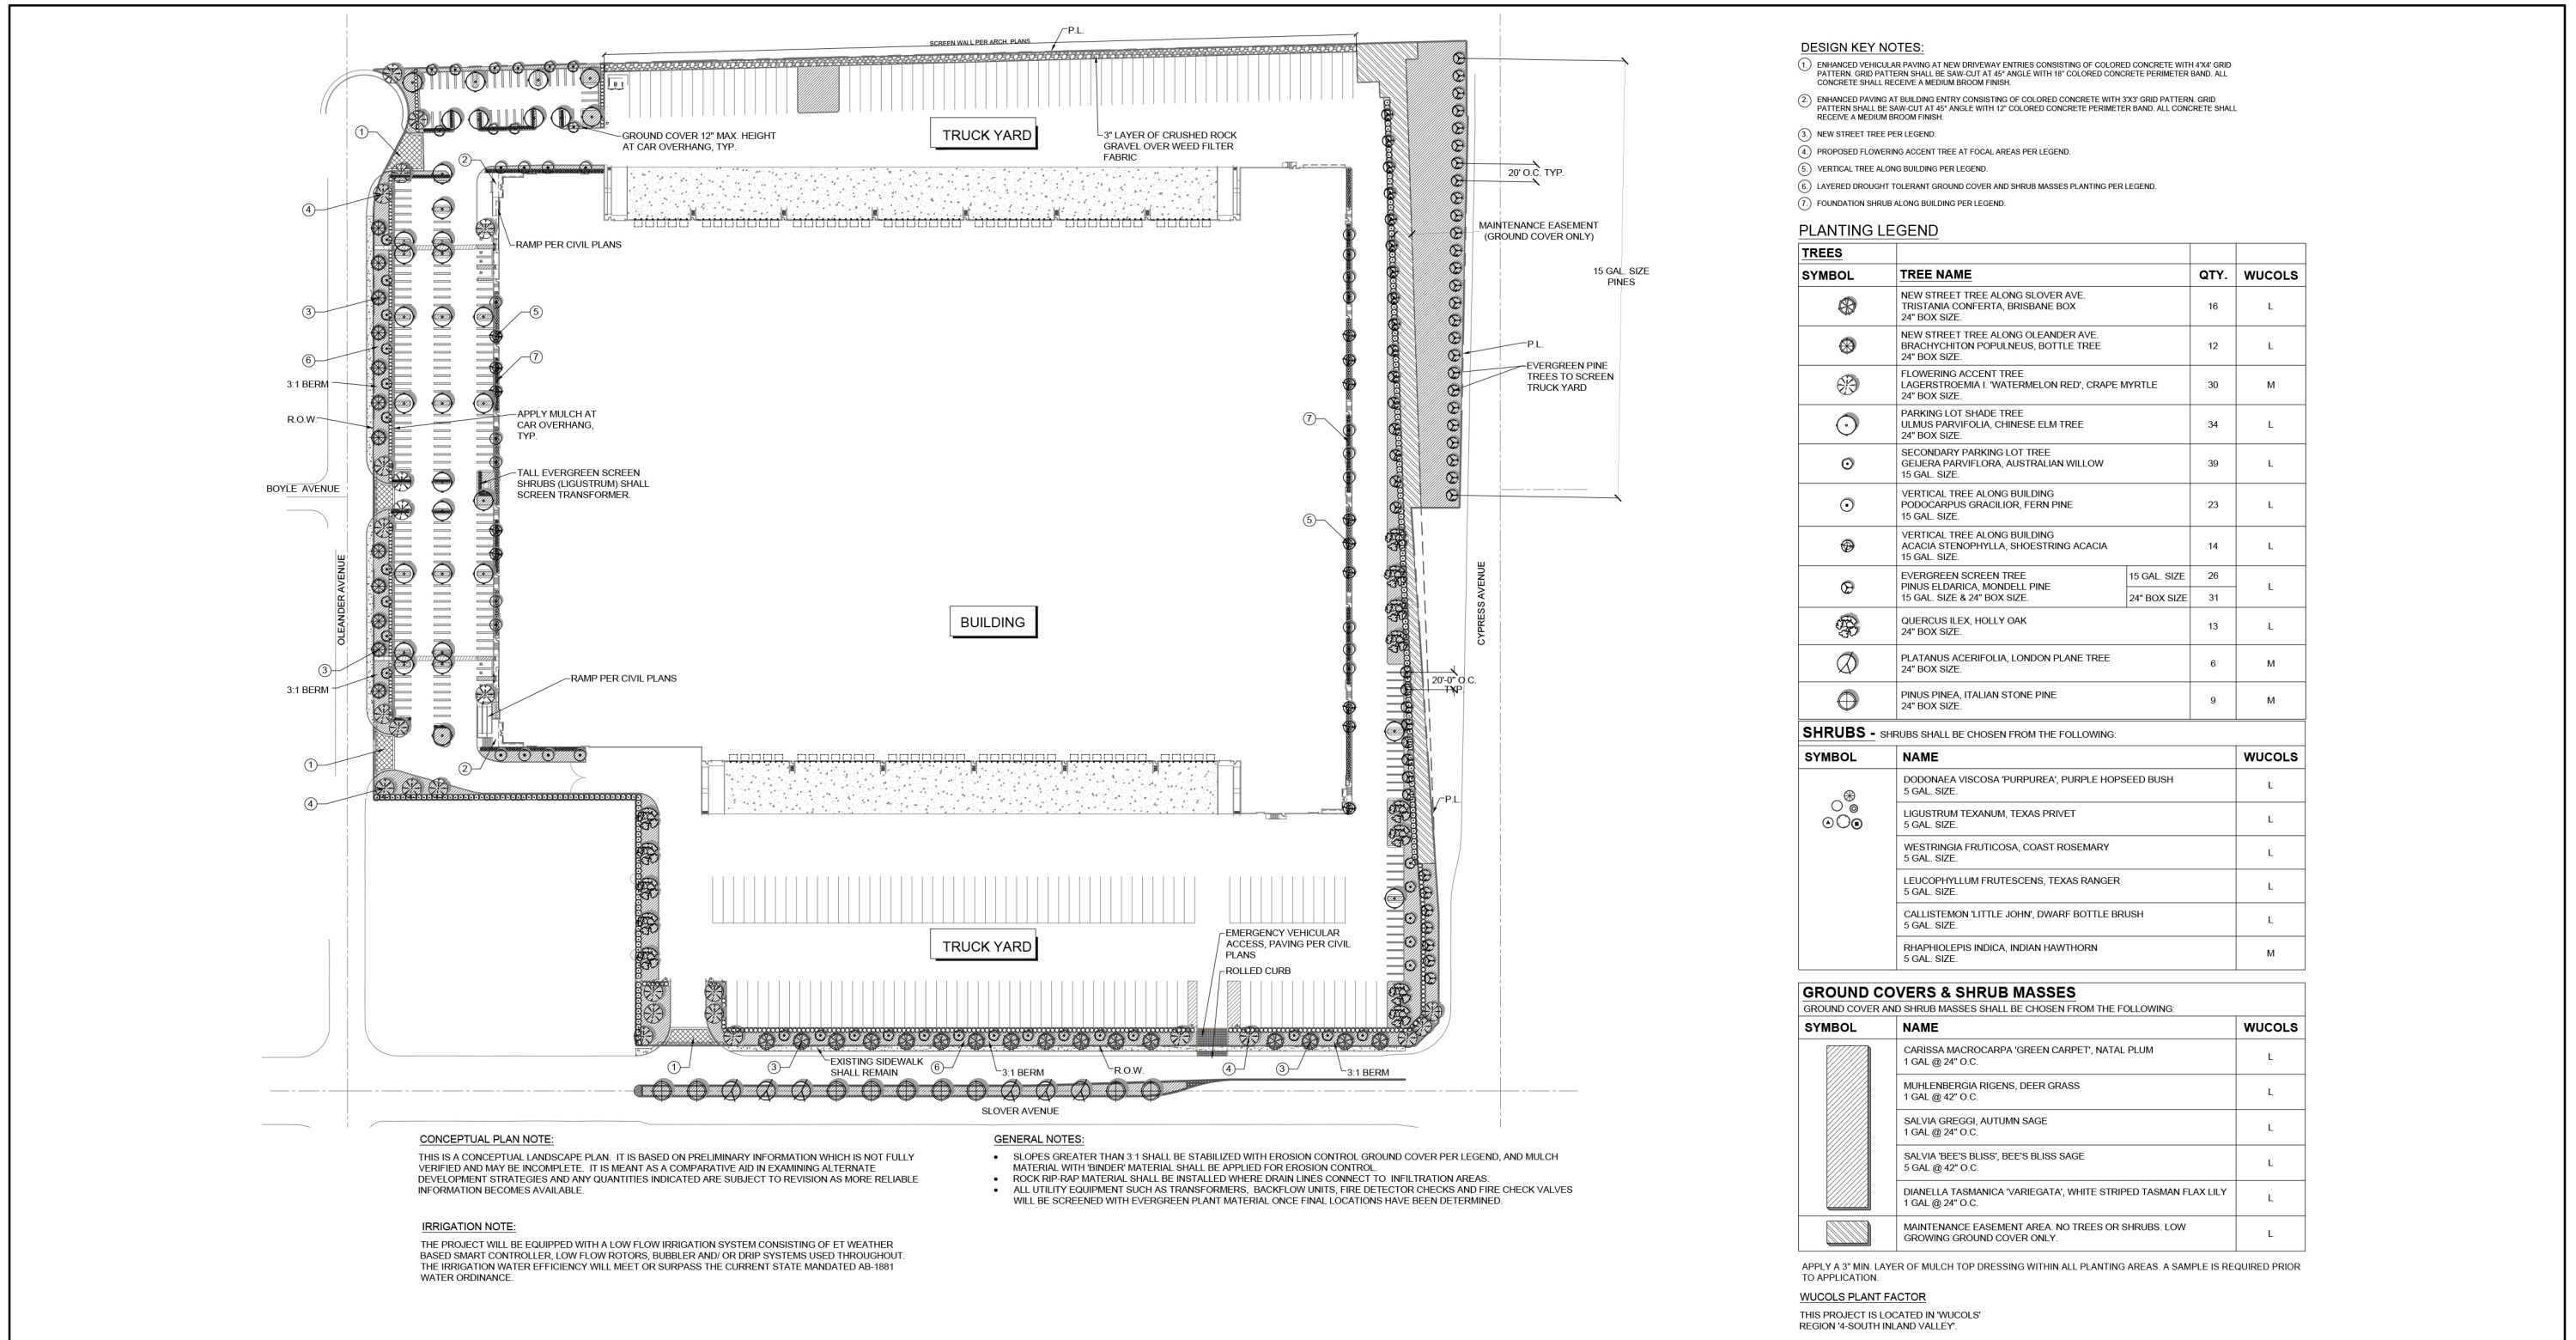 SCREEN WALL PER ARCH. PLANS
P.L.
1
GROUND COVER 12" MAX. HEIGHT
AT CAR OVERHANG, TYP.
TRUCK YARD
3" LAYER OF CRUSHED ROCK
GRAVEL OVER WEED FILTER
FABRIC
2
20' O.C. TYP.
4
RAMP PER CIVIL PLANS
MAINTENANCE EASEMENT
(GROUND COVER ONLY)
15 GAL. SIZE
PINES
3
5
6
7
P.L.
3:1 BERM
EVERGREEN PINE
TREES TO SCREEN
TRUCK YARD
R.O.W.
APPLY MULCH AT
CAR OVERHANG,
TYP.
7
TALL EVERGREEN SCREEN
SHRUBS (LIGUSTRUM) SHALL
SCREEN TRANSFORMER.
BOYLE AVENUE
5
OLEANDER AVENUE
CYPRESS AVENUE
BUILDING
3
3:1 BERM
RAMP PER CIVIL PLANS
20'-0" O.C.
TYP.
1
2
4
P.L.
TRUCK YARD
EMERGENCY VEHICULAR
ACCESS, PAVING PER CIVIL
PLANS
ROLLED CURB
1
3
EXISTING SIDEWALK
SHALL REMAIN
6
3:1 BERM
R.O.W.
4
3
3:1 BERM
SLOVER AVENUE
CONCEPTUAL PLAN NOTE:
THIS IS A CONCEPTUAL LANDSCAPE PLAN. IT IS BASED ON PRELIMINARY INFORMATION WHICH IS NOT FULLY
VERIFIED AND MAY BE INCOMPLETE. IT IS MEANT AS A COMPARATIVE AID IN EXAMINING ALTERNATE
DEVELOPMENT STRATEGIES AND ANY QUANTITIES INDICATED ARE SUBJECT TO REVISION AS MORE RELIABLE
INFORMATION BECOMES AVAILABLE.
IRRIGATION NOTE:
THE PROJECT WILL BE EQUIPPED WITH A LOW FLOW IRRIGATION SYSTEM CONSISTING OF ET WEATHER
BASED SMART CONTROLLER, LOW FLOW ROTORS, BUBBLER AND/ OR DRIP SYSTEMS USED THROUGHOUT.
THE IRRIGATION WATER EFFICIENCY WILL MEET OR SURPASS THE CURRENT STATE MANDATED AB-1881
WATER ORDINANCE.
GENERAL NOTES:
• SLOPES GREATER THAN 3:1 SHALL BE STABILIZED WITH EROSION CONTROL GROUND COVER PER LEGEND, AND MULCH
MATERIAL WITH 'BINDER' MATERIAL SHALL BE APPLIED FOR EROSION CONTROL.
• ROCK RIP-RAP MATERIAL SHALL BE INSTALLED WHERE DRAIN LINES CONNECT TO INFILTRATION AREAS.
• ALL UTILITY EQUIPMENT SUCH AS TRANSFORMERS, BACKFLOW UNITS, FIRE DETECTOR CHECKS AND FIRE CHECK VALVES
WILL BE SCREENED WITH EVERGREEN PLANT MATERIAL ONCE FINAL LOCATIONS HAVE BEEN DETERMINED.
DESIGN KEY NOTES:
1. ENHANCED VEHICULAR PAVING AT NEW DRIVEWAY ENTRIES CONSISTING OF COLORED CONCRETE WITH 4'X4' GRID
PATTERN. GRID PATTERN SHALL BE SAW-CUT AT 45° ANGLE WITH 18" COLORED CONCRETE PERIMETER BAND. ALL
CONCRETE SHALL RECEIVE A MEDIUM BROOM FINISH.
2. ENHANCED PAVING AT BUILDING ENTRY CONSISTING OF COLORED CONCRETE WITH 3'X3' GRID PATTERN. GRID
PATTERN SHALL BE SAW-CUT AT 45° ANGLE WITH 12" COLORED CONCRETE PERIMETER BAND. ALL CONCRETE SHALL
RECEIVE A MEDIUM BROOM FINISH.
3. NEW STREET TREE PER LEGEND.
4. PROPOSED FLOWERING ACCENT TREE AT FOCAL AREAS PER LEGEND.
5. VERTICAL TREE ALONG BUILDING PER LEGEND.
6. LAYERED DROUGHT TOLERANT GROUND COVER AND SHRUB MASSES PLANTING PER LEGEND.
7. FOUNDATION SHRUB ALONG BUILDING PER LEGEND.
PLANTING LEGEND
TREES
SYMBOL TREE NAME QTY. WUCOLS
NEW STREET TREE ALONG SLOVER AVE.
TRISTANIA CONFERTA, BRISBANE BOX 16 L
24" BOX SIZE.
NEW STREET TREE ALONG OLEANDER AVE.
BRACHYCHITON POPULNEUS, BOTTLE TREE 12 L
24" BOX SIZE.
FLOWERING ACCENT TREE
LAGERSTROEMIA I. 'WATERMELON RED', CRAPE MYRTLE 30 M
24" BOX SIZE.
PARKING LOT SHADE TREE
ULMUS PARVIFOLIA, CHINESE ELM TREE 34 L
24" BOX SIZE.
SECONDARY PARKING LOT TREE
GEIJERA PARVIFLORA, AUSTRALIAN WILLOW 39 L
15 GAL. SIZE.
VERTICAL TREE ALONG BUILDING
PODOCARPUS GRACILIOR, FERN PINE 23 L
15 GAL. SIZE.
VERTICAL TREE ALONG BUILDING
ACACIA STENOPHYLLA, SHOESTRING ACACIA 14 L
15 GAL. SIZE.
EVERGREEN SCREEN TREE 15 GAL. SIZE 26
PINUS ELDARICA, MONDELL PINE L
15 GAL. SIZE & 24" BOX SIZE. 24" BOX SIZE 31
QUERCUS ILEX, HOLLY OAK 13 L
24" BOX SIZE.
PLATANUS ACERIFOLIA, LONDON PLANE TREE 6 M
24" BOX SIZE.
PINUS PINEA, ITALIAN STONE PINE 9 M
24" BOX SIZE.
SHRUBS - SHRUBS SHALL BE CHOSEN FROM THE FOLLOWING:
SYMBOL NAME WUCOLS
DODONAEA VISCOSA 'PURPUREA', PURPLE HOPSEED BUSH L
5 GAL. SIZE.
LIGUSTRUM TEXANUM, TEXAS PRIVET L
5 GAL. SIZE.
WESTRINGIA FRUTICOSA, COAST ROSEMARY L
5 GAL. SIZE.
LEUCOPHYLLUM FRUTESCENS, TEXAS RANGER L
5 GAL. SIZE.
CALLISTEMON 'LITTLE JOHN', DWARF BOTTLE BRUSH L
5 GAL. SIZE.
RHAPHIOLEPIS INDICA, INDIAN HAWTHORN M
5 GAL. SIZE.
GROUND COVERS & SHRUB MASSES
GROUND COVER AND SHRUB MASSES SHALL BE CHOSEN FROM THE FOLLOWING:
SYMBOL NAME WUCOLS
CARISSA MACROCARPA 'GREEN CARPET', NATAL PLUM L
1 GAL @ 24" O.C.
MUHLENBERGIA RIGENS, DEER GRASS L
1 GAL @ 42" O.C.
SALVIA GREGGI, AUTUMN SAGE L
1 GAL @ 24" O.C.
SALVIA 'BEE'S BLISS', BEE'S BLISS SAGE L
5 GAL @ 42" O.C.
DIANELLA TASMANICA 'VARIEGATA', WHITE STRIPED TASMAN FLAX LILY L
1 GAL @ 24" O.C.
MAINTENANCE EASEMENT AREA. NO TREES OR SHRUBS. LOW L
GROWING GROUND COVER ONLY.
APPLY A 3" MIN. LAYER OF MULCH TOP DRESSING WITHIN ALL PLANTING AREAS. A SAMPLE IS REQUIRED PRIOR
TO APPLICATION.
WUCOLS PLANT FACTOR
THIS PROJECT IS LOCATED IN 'WUCOLS'
REGION '4-SOUTH INLAND VALLEY'.